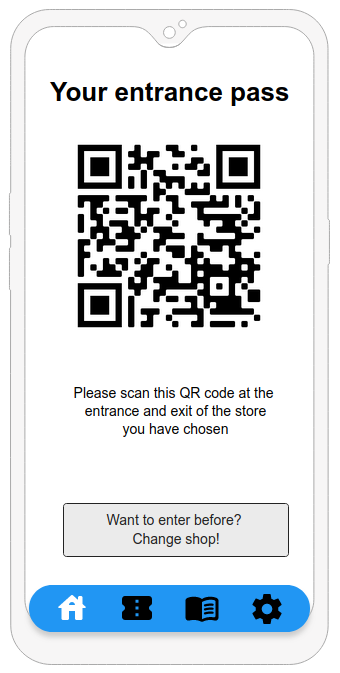 Your entrance pass
Please scan this QR code at the
entrance and exit of the store
you have chosen
Want to enter before?
Change shop!